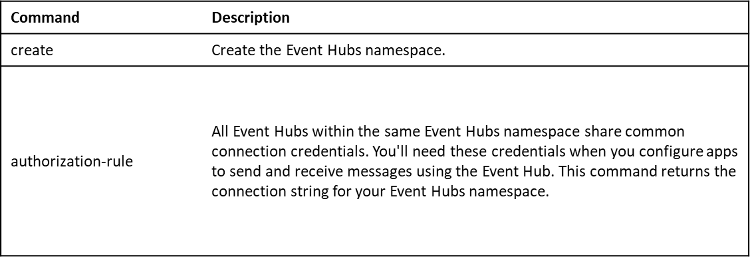 Command Description
create Create the Event Hubs namespace.
All Event Hubs within the same Event Hubs namespace share common
connection credentials. You'll need these credentials when you configure apps
authorization-rule to send and receive messages using the Event Hub. This command returns the
connection string for your Event Hubs namespace.